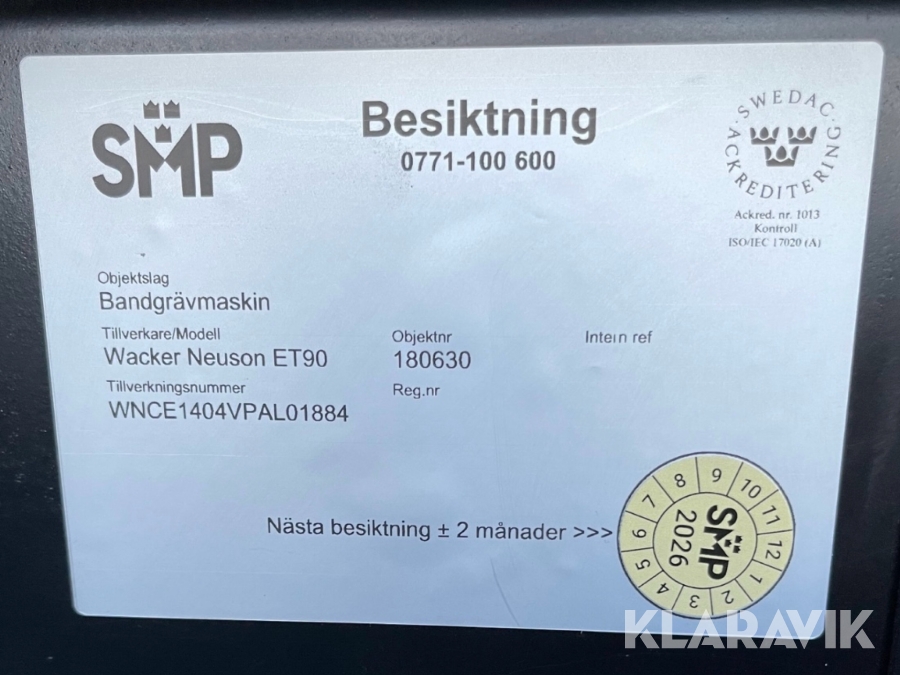 SMP
Besiktning
0771-100 600
SWEDAC ACKREDITERING
Ackred. nr. 1013
Kontroll
ISO/IEC 17020 (A)
Objektslag
Bandgrävmaskin
Tillverkare/Modell
Wacker Neuson ET90
Objektnr
180630
Intern ref
Tillverkningsnummer
WNCE1404VPAL01884
Reg.nr
Nästa besiktning ± 2 månader >>>
1 2 3 4 5 6 7 8 9 10 11 12
SMP
2026
KLARAVIK